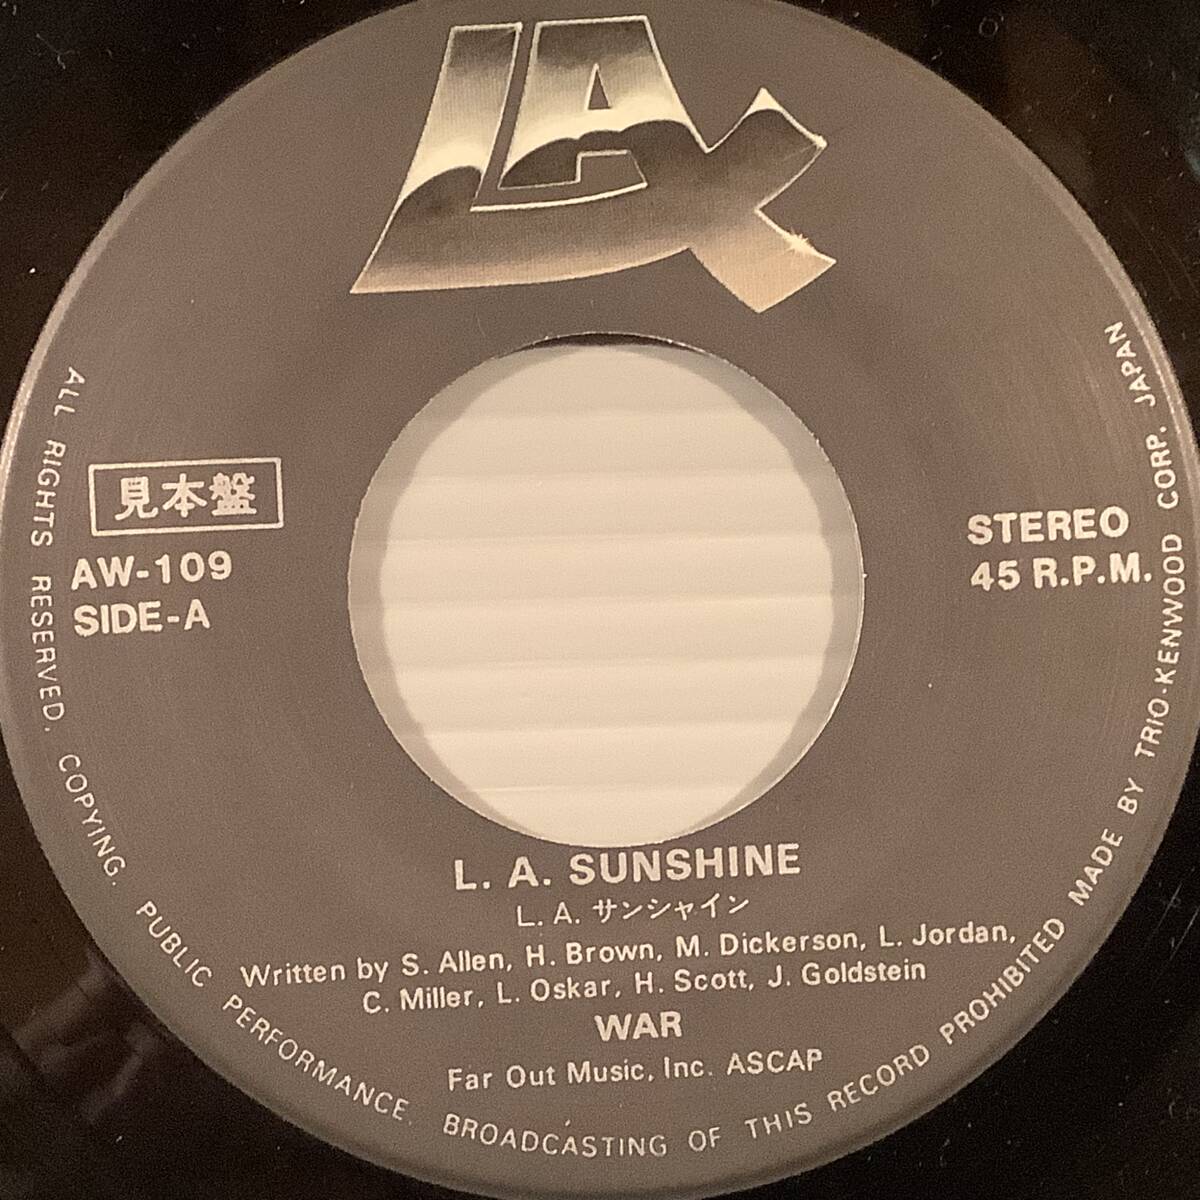 LAX
見本盤
AW-109
SIDE-A
STEREO
45 R.P.M.
L. A. SUNSHINE
L. A. サンシャイン
Written by S. Allen, H. Brown, M. Dickerson, L. Jordan,
C. Miller, L. Oskar, H. Scott, J. Goldstein
WAR
Far Out Music, Inc. ASCAP
ALL RIGHTS RESERVED. COPYING. PUBLIC PERFORMANCE. BROADCASTING OF THIS RECORD PROHIBITED MADE BY TRIO-KENWOOD CORP. JAPAN